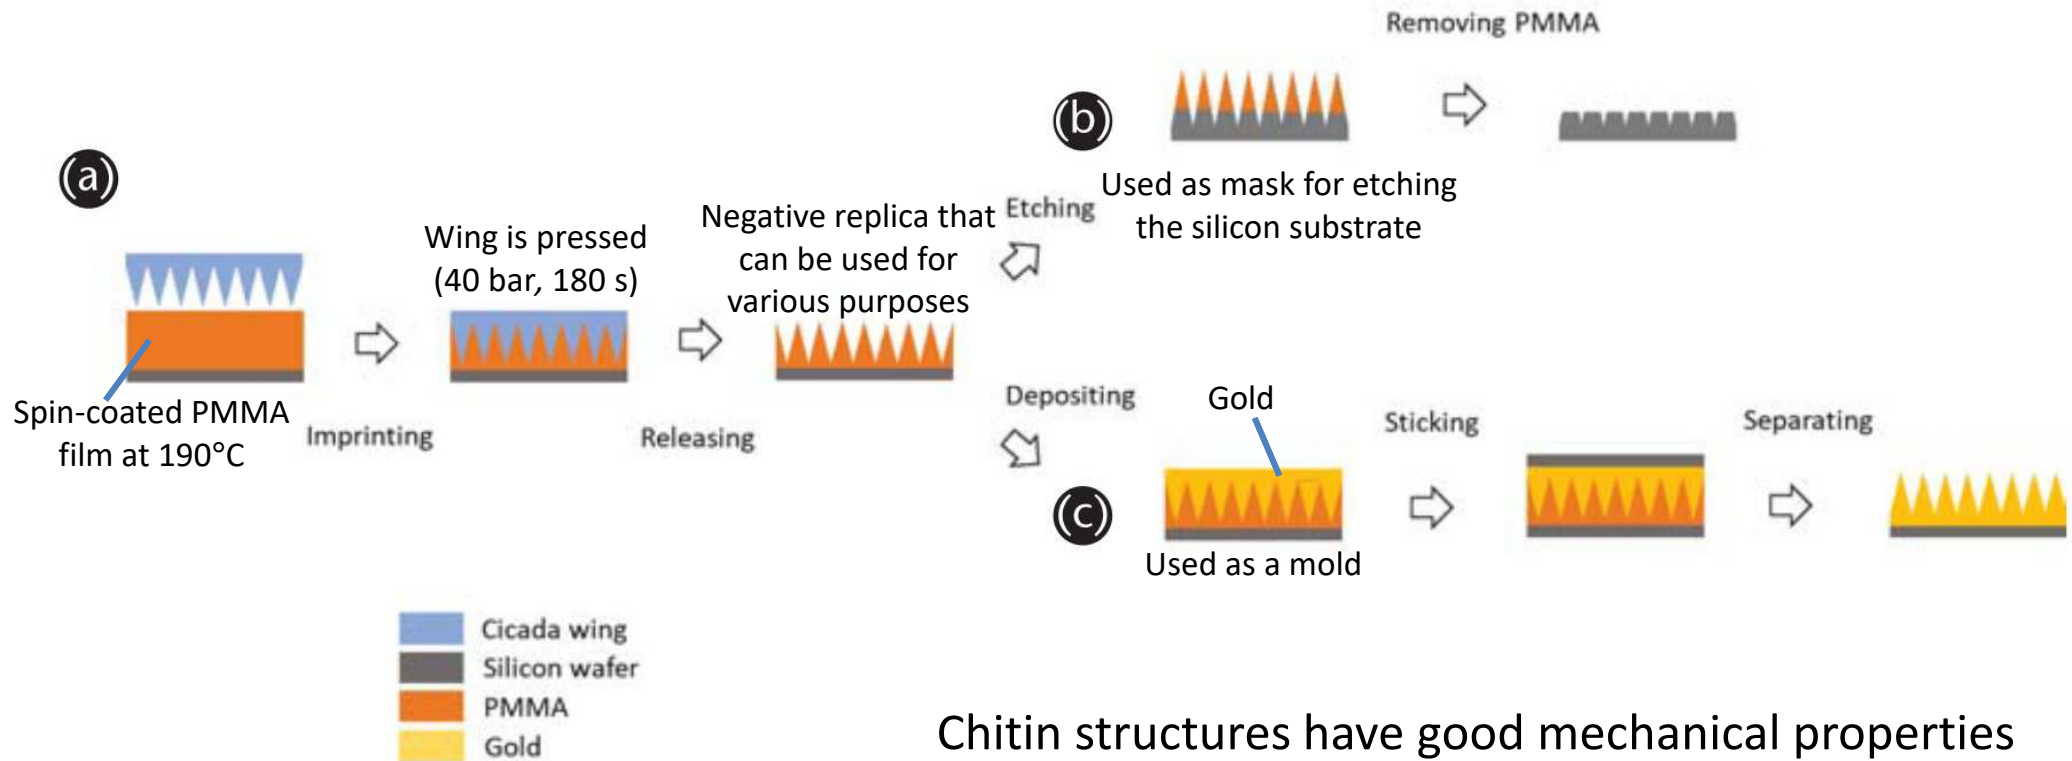 Removing PMMA
(b)
(a)
Used as mask for etching
the silicon substrate
Etching
Negative replica that
can be used for
various purposes
Wing is pressed
(40 bar, 180 s)
Spin-coated PMMA
film at 190°C
Imprinting
Releasing
Depositing
Gold
Sticking
Separating
(c)
Used as a mold
Cicada wing
Silicon wafer
PMMA
Gold
Chitin structures have good mechanical properties